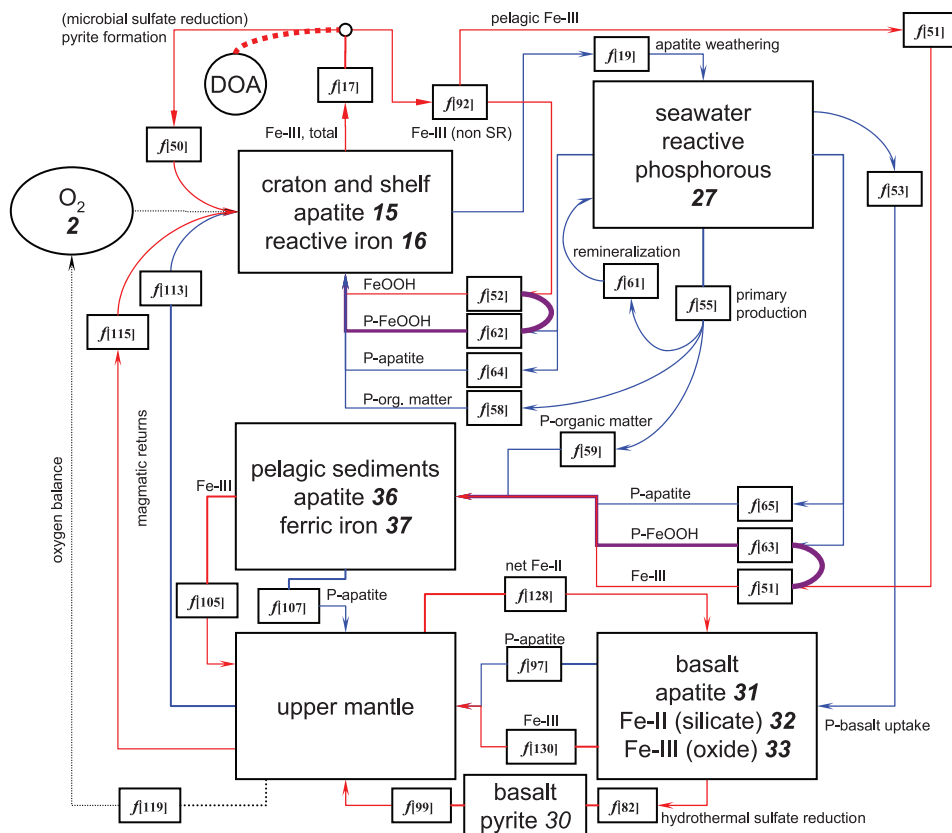 (microbial sulfate reduction)
pyrite formation
pelagic Fe-III
f[51]
DOA
f[17]
f[92]
f[19]
apatite weathering
Fe-III, total
Fe-III (non SR)
f[50]
seawater
reactive
phosphorous
27
f[53]
O2
2
craton and shelf
apatite 15
reactive iron 16
remineralization
f[61]
f[55]
primary
production
f[113]
f[115]
FeOOH
f[52]
P-FeOOH
f[62]
P-apatite
f[64]
P-org. matter
f[58]
P-organic matter
f[59]
oxygen balance
magmatic returns
Fe-III
pelagic sediments
apatite 36
ferric iron 37
P-apatite
f[65]
P-FeOOH
f[63]
Fe-III
f[51]
f[105]
f[107]
P-apatite
net Fe-II
f[128]
upper mantle
P-apatite
f[97]
Fe-III
f[130]
basalt
apatite 31
Fe-II (silicate) 32
Fe-III (oxide) 33
P-basalt uptake
f[119]
f[99]
basalt
pyrite 30
f[82]
hydrothermal sulfate reduction